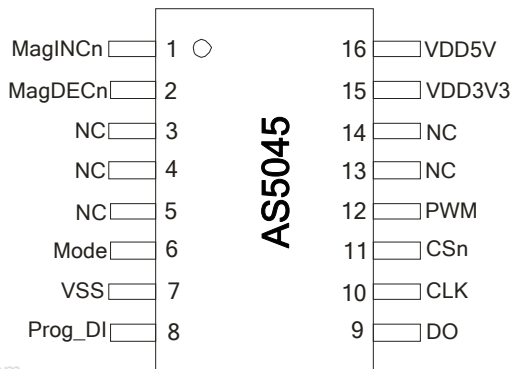 MagINCn 1 16 VDD5V
MagDECn 2 15 VDD3V3
NC 3 14 NC
NC 4 13 NC
NC 5 12 PWM
Mode 6 11 CSn
VSS 7 10 CLK
Prog_DI 8 9 DO
AS5045